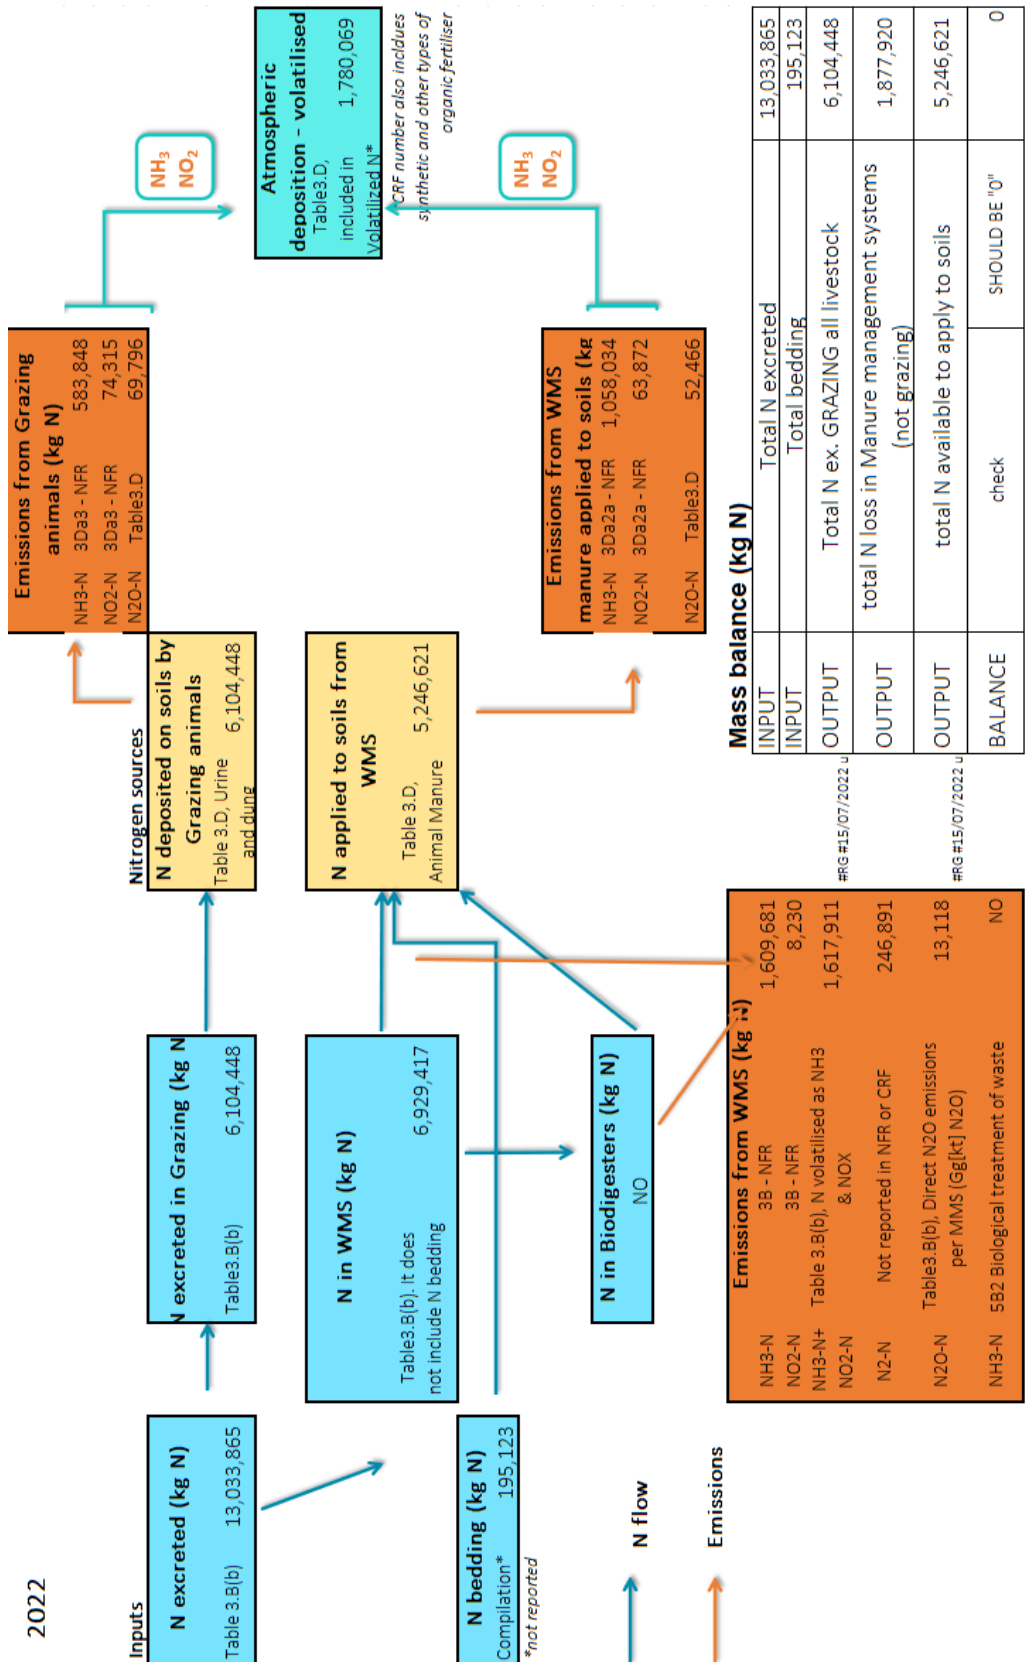 2022
Inputs
N excreted (kg N)
Table 3.B(b) 13,033,865
N bedding (kg N)
Compilation* 195,123
*not reported
N flow
Emissions
N excreted in Grazing (kg N
Table3.B(b) 6,104,448
N in WMS (kg N)
Table3.B(b). It does
not include N bedding
6,929,417
N in Biodigesters (kg N)
NO
Emissions from WMS (kg N)
NH3-N 3B - NFR 1,609,681
NO2-N 3B - NFR 8,230
NH3-N+ Table 3.B(b), N volatilised as NH3 1,617,911
NO2-N & NOX
N2-N Not reported in NFR or CRF 246,891
N2O-N Table3.B(b), Direct N2O emissions 13,118
per MMS (Gg[kt] N2O)
NH3-N 5B2 Biological treatment of waste NO
Nitrogen sources
N deposited on soils by
Grazing animals
Table 3.D, Urine 6,104,448
and dung
N applied to soils from
WMS
Table 3.D,
Animal Manure 5,246,621
Emissions from Grazing
animals (kg N)
NH3-N 3Da3 - NFR 583,848
NO2-N 3Da3 - NFR 74,315
N2O-N Table3.D 69,796
Emissions from WMS
manure applied to soils (kg
NH3-N 3Da2a - NFR 1,058,034
NO2-N 3Da2a - NFR 63,872
N2O-N Table3.D 52,466
NH3
NO2
Atmospheric
deposition - volatilised
Table3.D,
included in 1,780,069
Volatilized N*
CRF number also incldues
synthetic and other types of
organic fertiliser
NH3
NO2
Mass balance (kg N)
INPUT Total N excreted 13,033,865
INPUT Total bedding 195,123
#RG#15/07/2022 u
OUTPUT Total N ex. GRAZING all livestock 6,104,448
OUTPUT total N loss in Manure management systems 1,877,920
(not grazing)
#RG#15/07/2022 u
OUTPUT total N available to apply to soils 5,246,621
BALANCE check SHOULD BE "0" 0